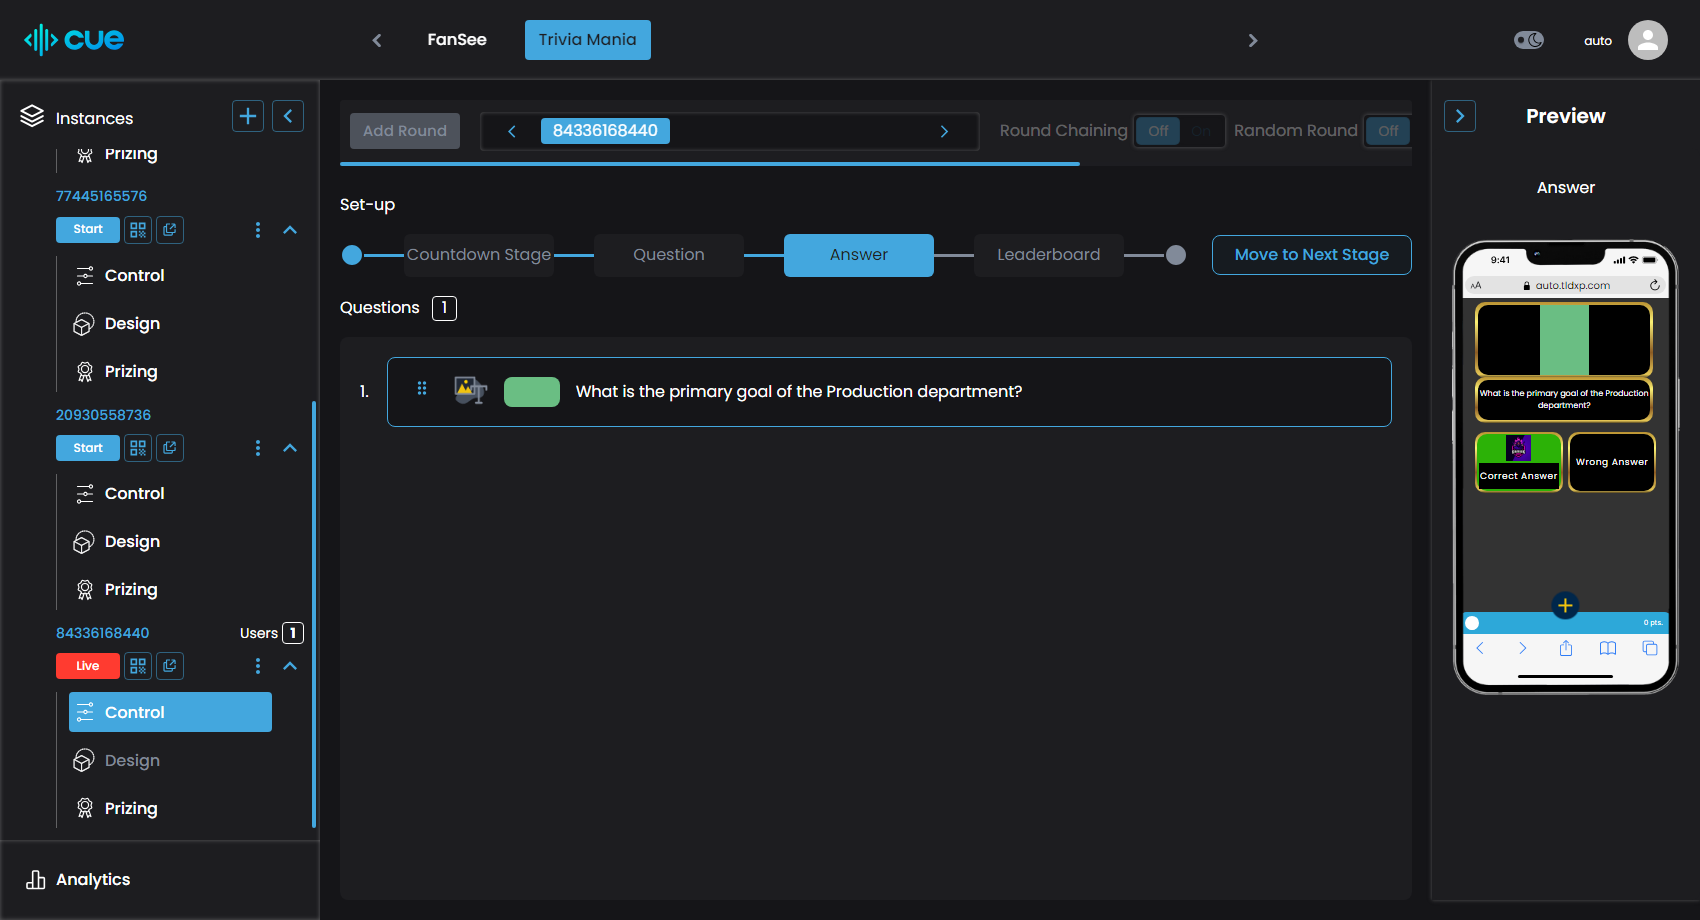 cue
FanSee
Trivia Mania
auto
Instances
Prizing
77445165576
Start
Control
Design
Prizing
20930558736
Start
Control
Design
Prizing
84336168440
Users 1
Live
Control
Design
Prizing
Analytics
Add Round
84336168440
Round Chaining
Off
On
Random Round
Off
Set-up
Countdown Stage
Question
Answer
Leaderboard
Move to Next Stage
Questions 1
1.
What is the primary goal of the Production department?
Preview
Answer
9:41
AA
auto.tldxp.com
What is the primary goal of the Production
department?
Correct Answer
Wrong Answer
0 pts.